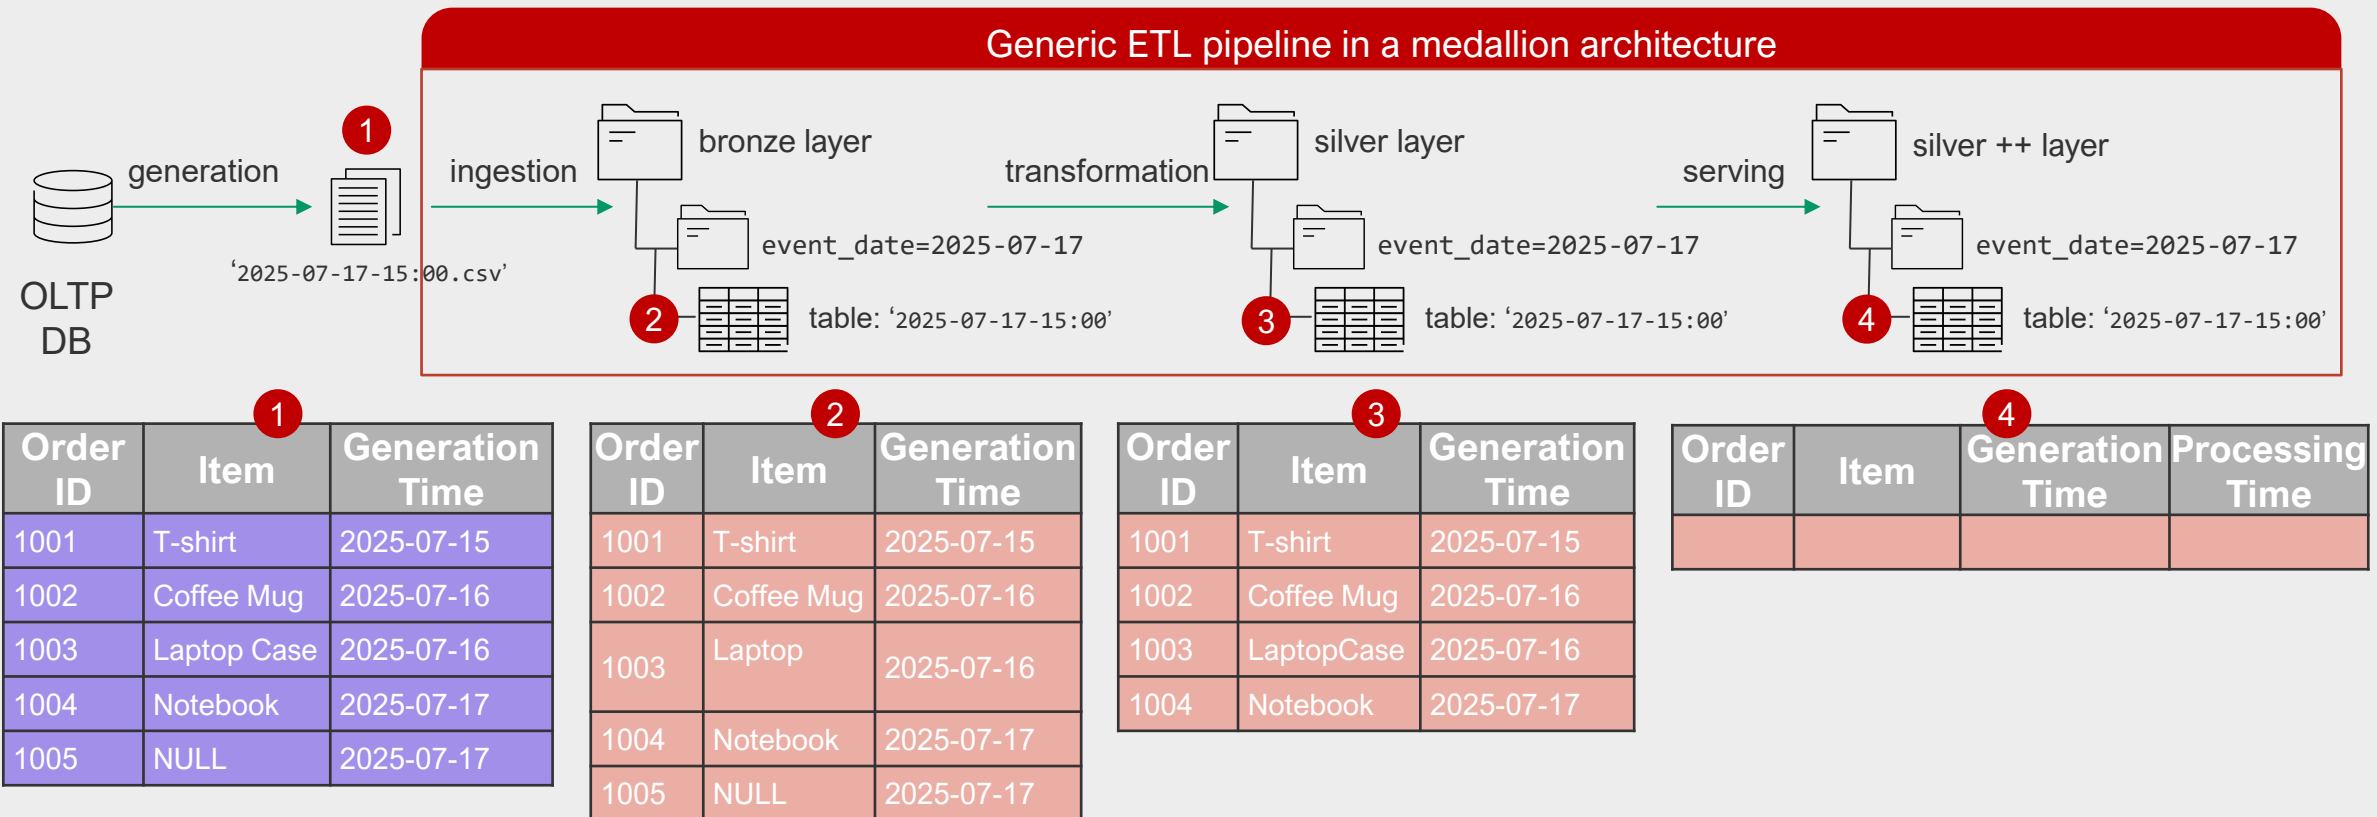 Generic ETL pipeline in a medallion architecture
1
generation
ingestion
bronze layer
transformation
silver layer
serving
silver ++ layer
OLTP
DB
‘2025-07-17-15:00.csv’
event_date=2025-07-17
2
table: ‘2025-07-17-15:00’
event_date=2025-07-17
3
table: ‘2025-07-17-15:00’
event_date=2025-07-17
4
table: ‘2025-07-17-15:00’
1
Order ID Item Generation Time
1001 T-shirt 2025-07-15
1002 Coffee Mug 2025-07-16
1003 Laptop Case 2025-07-16
1004 Notebook 2025-07-17
1005 NULL 2025-07-17
2
Order ID Item Generation Time
1001 T-shirt 2025-07-15
1002 Coffee Mug 2025-07-16
1003 Laptop 2025-07-16
1004 Notebook 2025-07-17
1005 NULL 2025-07-17
3
Order ID Item Generation Time
1001 T-shirt 2025-07-15
1002 Coffee Mug 2025-07-16
1003 LaptopCase 2025-07-16
1004 Notebook 2025-07-17
4
Order ID Item Generation Time Processing Time